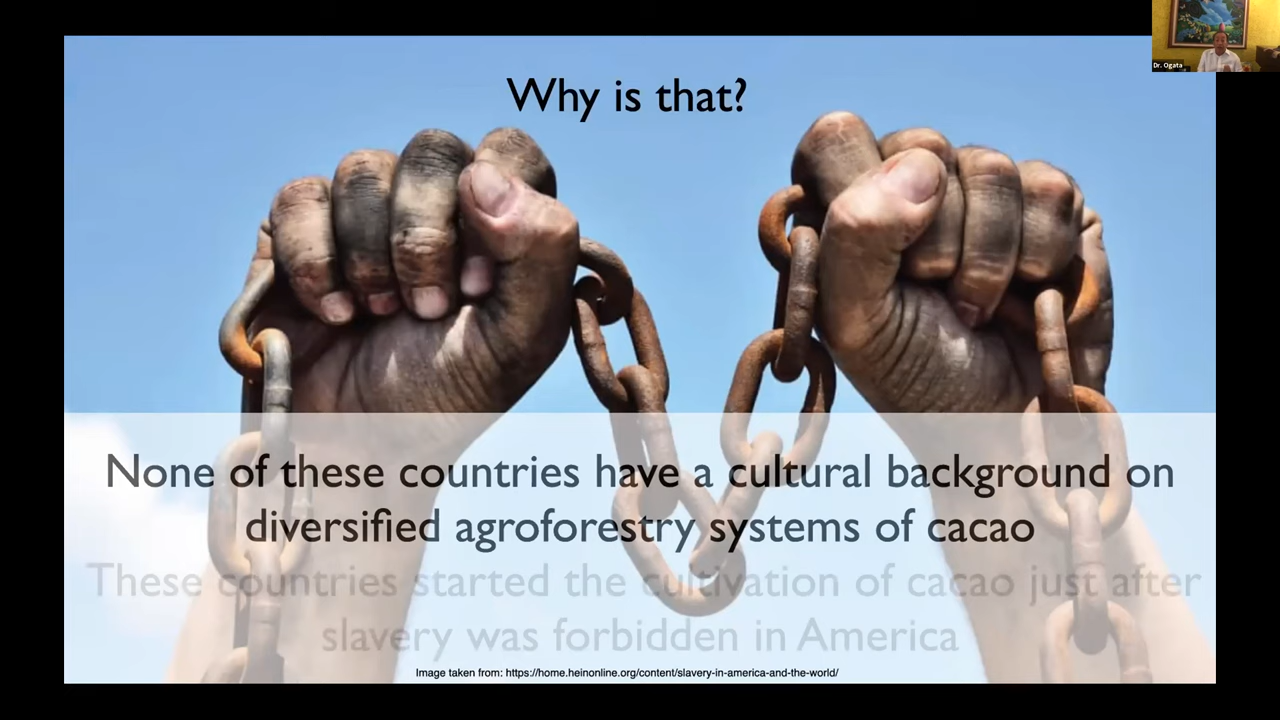 Dr. Ogata
Why is that?
None of these countries have a cultural background on
diversified agroforestry systems of cacao
These countries started the cultivation of cacao just after
slavery was forbidden in America
Image taken from: https://home.heinonline.org/content/slavery-in-america-and-the-world/